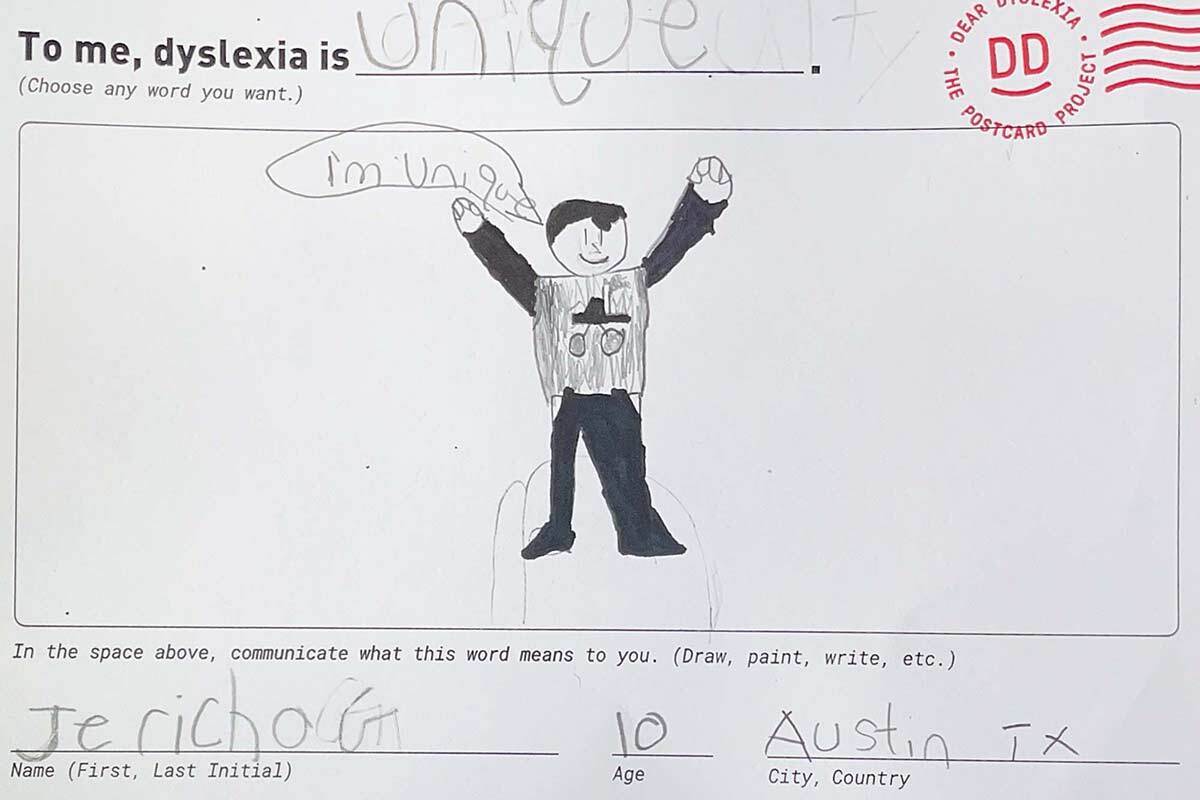 To me, dyslexia is unique.
(Choose any word you want.)
DEAR DYSLEXIA
DD
THE POSTCARD PROJECT
I'm Unique
In the space above, communicate what this word means to you. (Draw, paint, write, etc.)
Jericho G
10
Austin TX
Name (First, Last Initial)
Age
City, Country